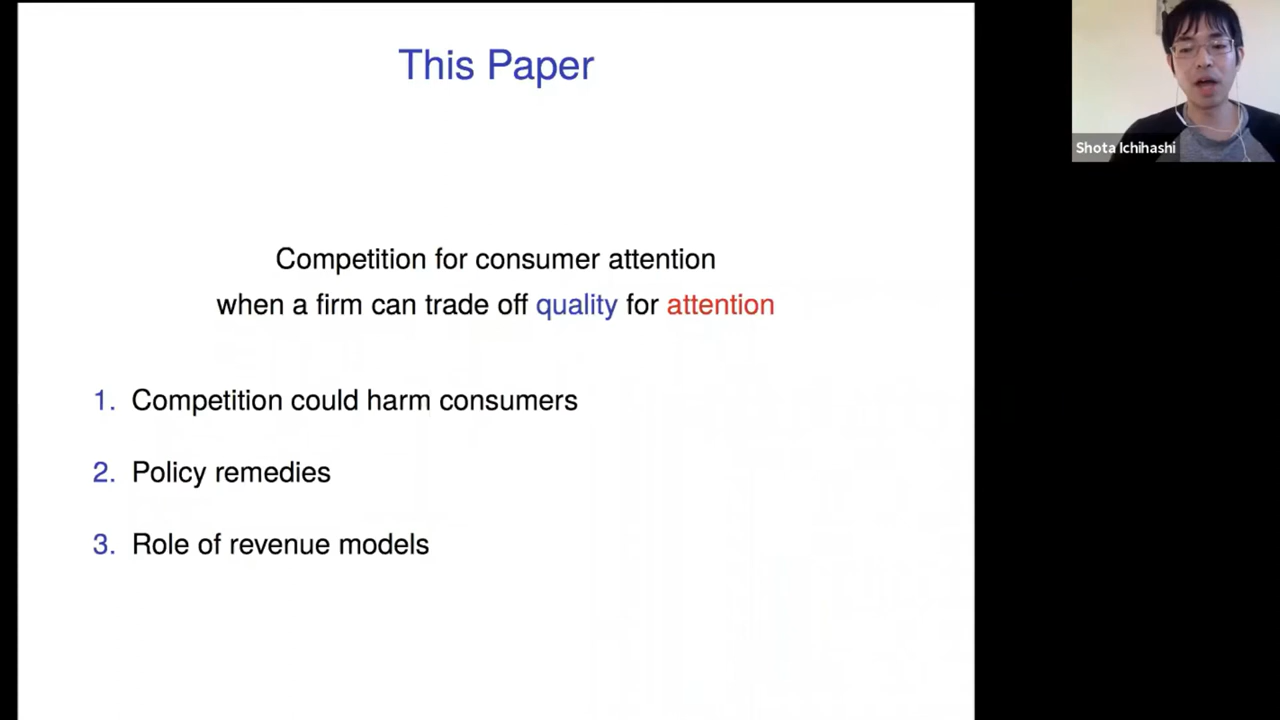 This Paper
Shota Ichihashi
Competition for consumer attention
when a firm can trade off quality for attention
1. Competition could harm consumers
2. Policy remedies
3. Role of revenue models